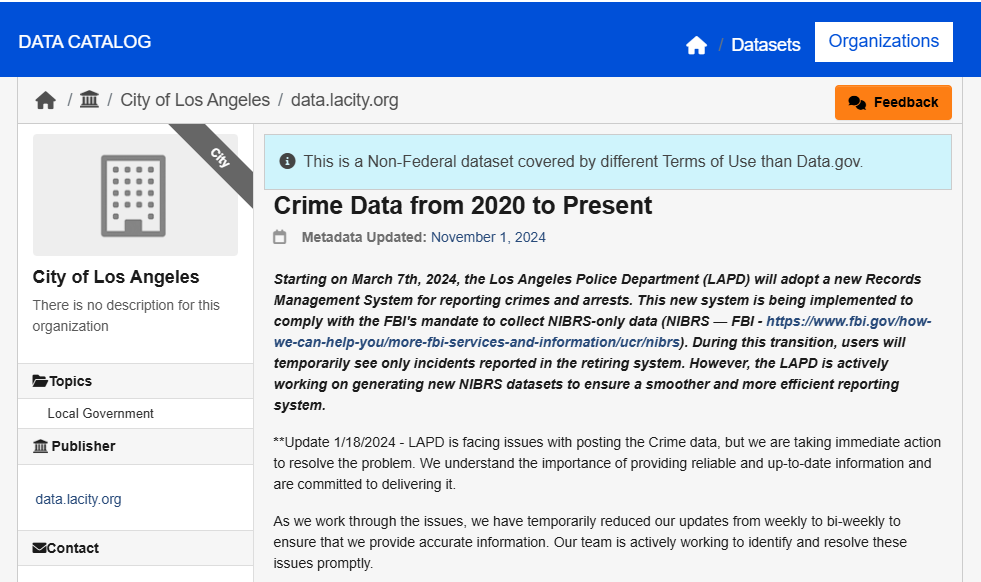 DATA CATALOG
/ Datasets Organizations
/ / City of Los Angeles / data.lacity.org
Feedback
City
City of Los Angeles
There is no description for this
organization
Topics
Local Government
Publisher
data.lacity.org
Contact
This is a Non-Federal dataset covered by different Terms of Use than Data.gov.
Crime Data from 2020 to Present
Metadata Updated: November 1, 2024
Starting on March 7th, 2024, the Los Angeles Police Department (LAPD) will adopt a new Records
Management System for reporting crimes and arrests. This new system is being implemented to
comply with the FBI's mandate to collect NIBRS-only data (NIBRS — FBI - https://www.fbi.gov/how-
we-can-help-you/more-fbi-services-and-information/ucr/nibrs). During this transition, users will
temporarily see only incidents reported in the retiring system. However, the LAPD is actively
working on generating new NIBRS datasets to ensure a smoother and more efficient reporting
system.
**Update 1/18/2024 - LAPD is facing issues with posting the Crime data, but we are taking immediate action
to resolve the problem. We understand the importance of providing reliable and up-to-date information and
are committed to delivering it.
As we work through the issues, we have temporarily reduced our updates from weekly to bi-weekly to
ensure that we provide accurate information. Our team is actively working to identify and resolve these
issues promptly.